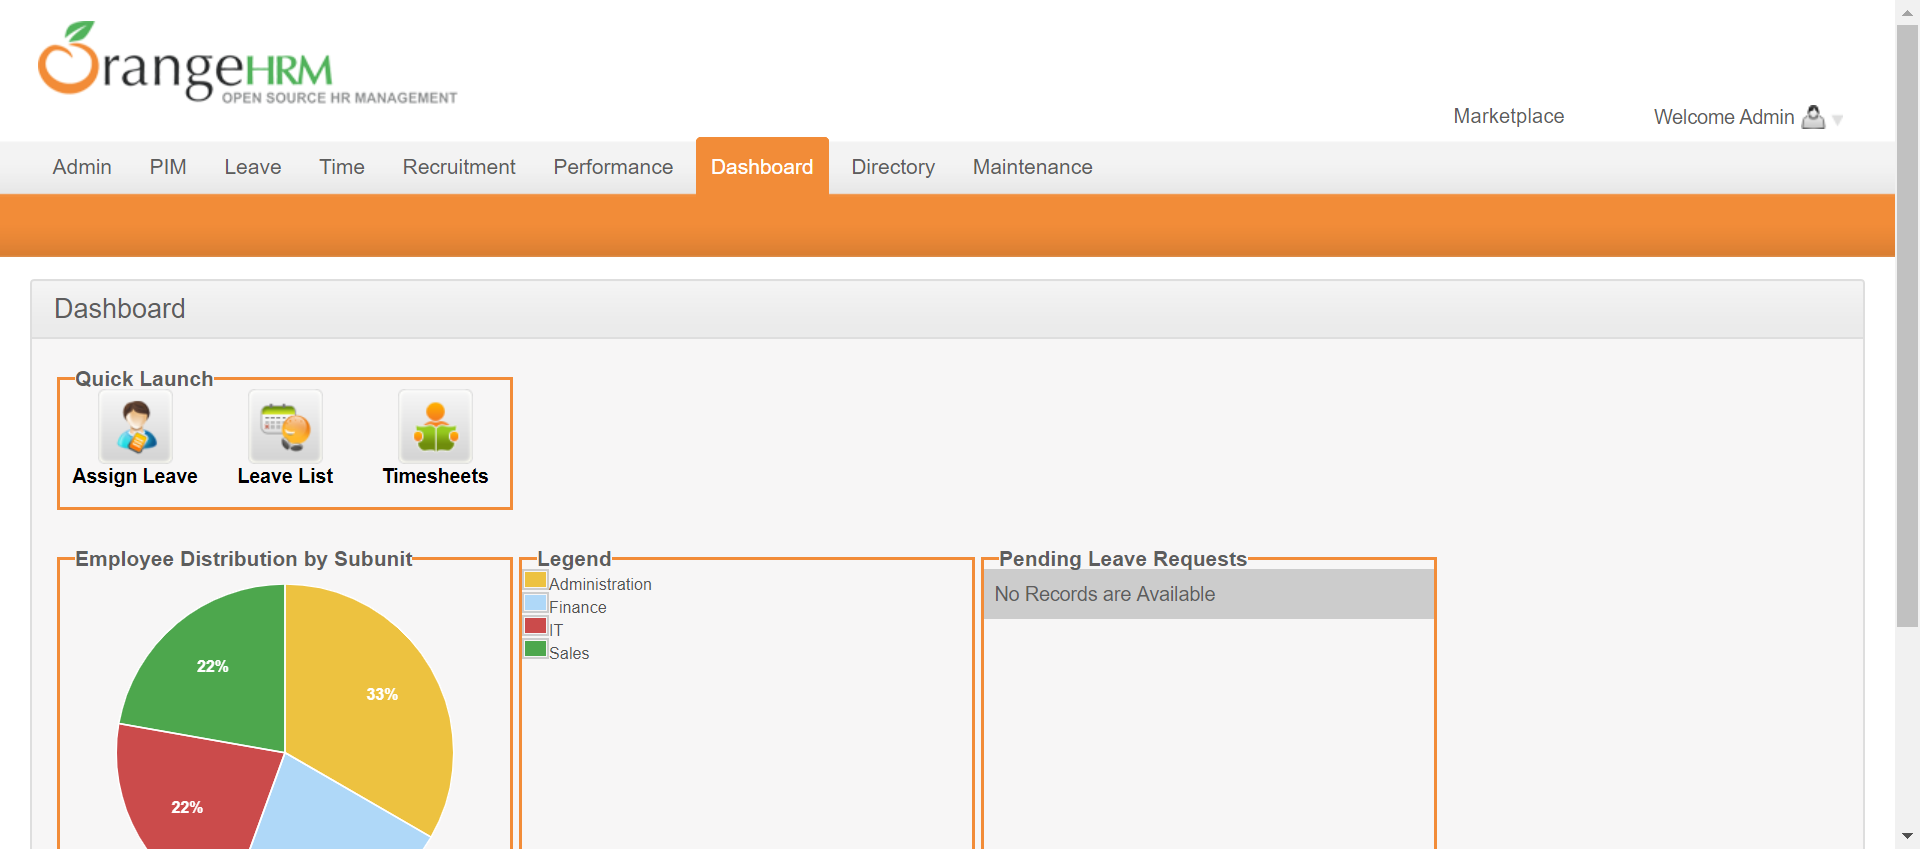 OrangeHRM
OPEN SOURCE HR MANAGEMENT
Marketplace
Welcome Admin
Admin PIM Leave Time Recruitment Performance Dashboard Directory Maintenance
Dashboard
Quick Launch
Assign Leave Leave List Timesheets
Employee Distribution by Subunit
22%
33%
22%
Legend
Administration
Finance
IT
Sales
Pending Leave Requests
No Records are Available